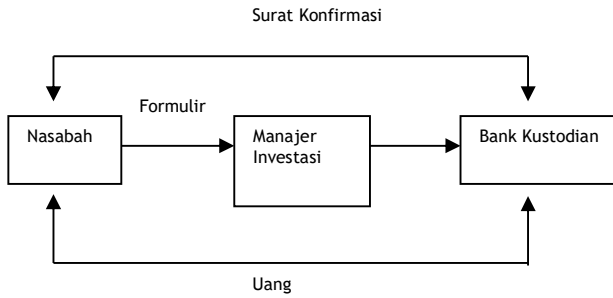 Surat Konfirmasi
Formulir
Nasabah
Manajer
Investasi
Bank Kustodian
Uang